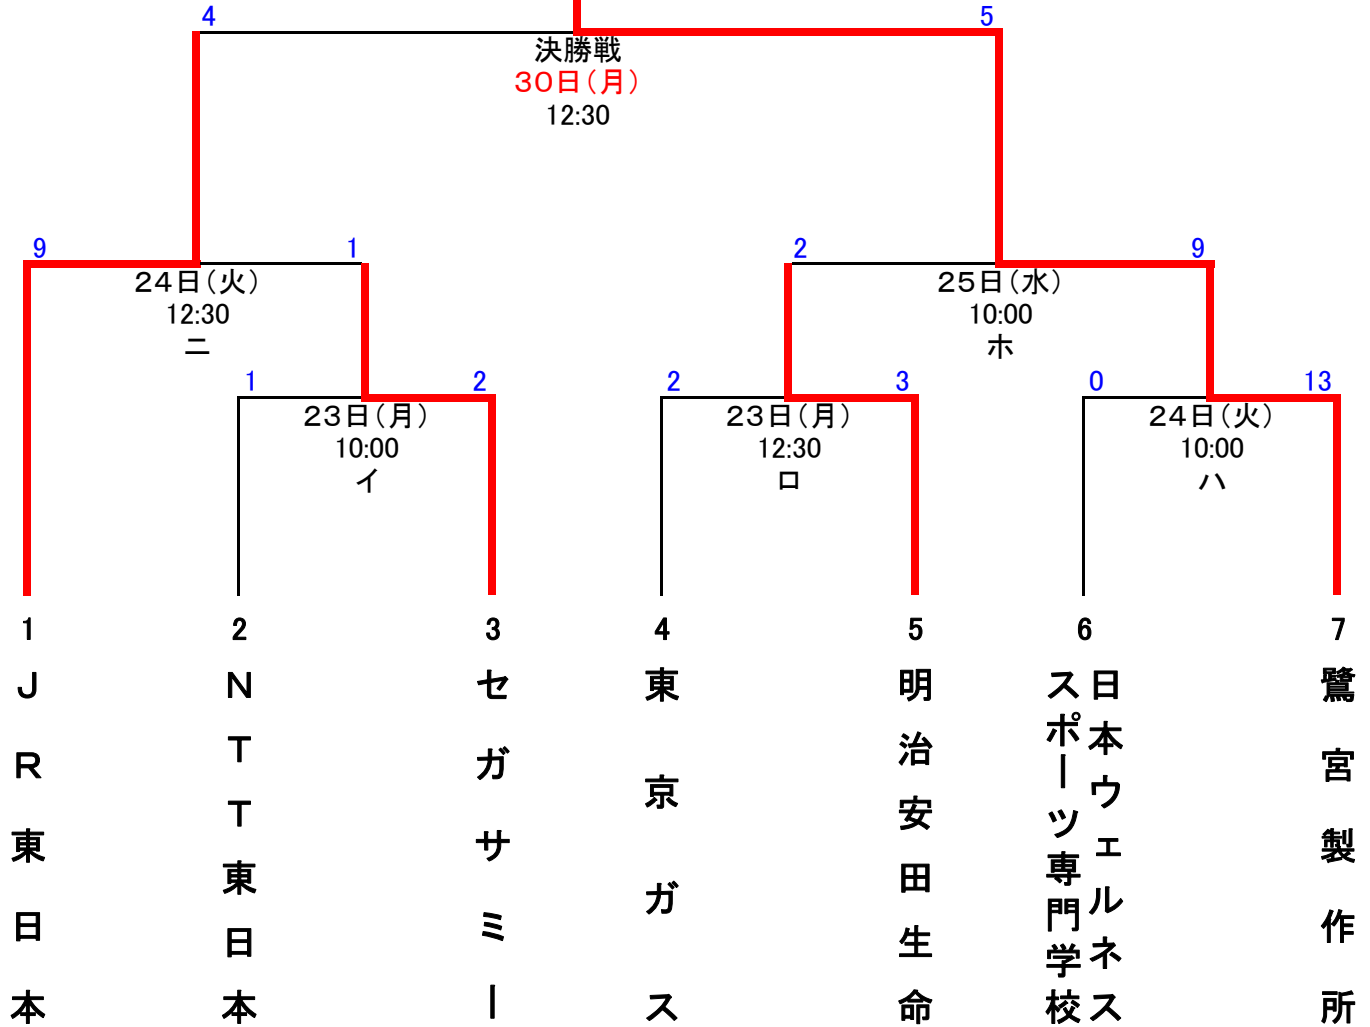 4 5
決勝戦
30日(月)
12:30
9 1 2 9
24日(火)
12:30
ニ
25日(水)
10:00
ホ
1 2 2 3 0 13
23日(月)
10:00
イ
23日(月)
12:30
ロ
24日(火)
10:00
ハ
1 2 3 4 5 6 7
JR東日本
NTT東日本
セガサミー
東京ガス
明治安田生命
日本ウェルネス
スポーツ専門学校
鷺宮製作所